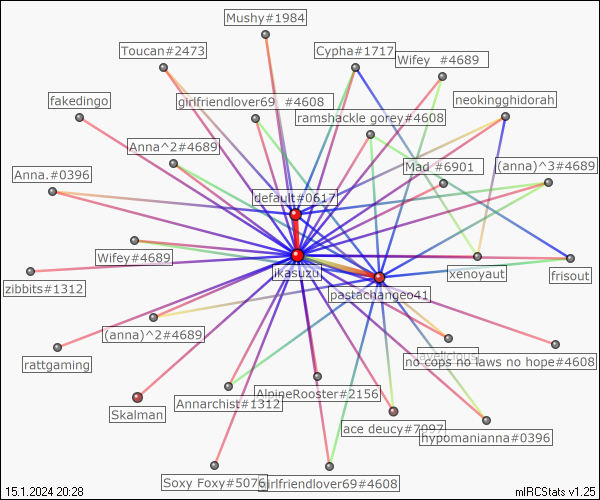 Mushy#1984
Toucan#2473
Cypha#1717
Wifey #4689
fakedingo
girlfriendlover69 #4608
neokingghidorah
ramshackle gorey#4608
Anna^2#4689
Anna.#0396
Mad #6901
(anna)^3#4689
default#0617
Wifey#4689
ikasuzu
xenoyaut
frisout
zibbits#1312
pastachangeo41
(anna)^2#4689
rattgaming
no cops no laws no hope#4608
AlpineRooster#2156
Annarchist#1312
Skalman
ace deucy#7997
hypomanianna#0396
Soxy Foxy#5076
girlfriendlover69#4608
15.1.2024 20:28
mIRCStats v1.25